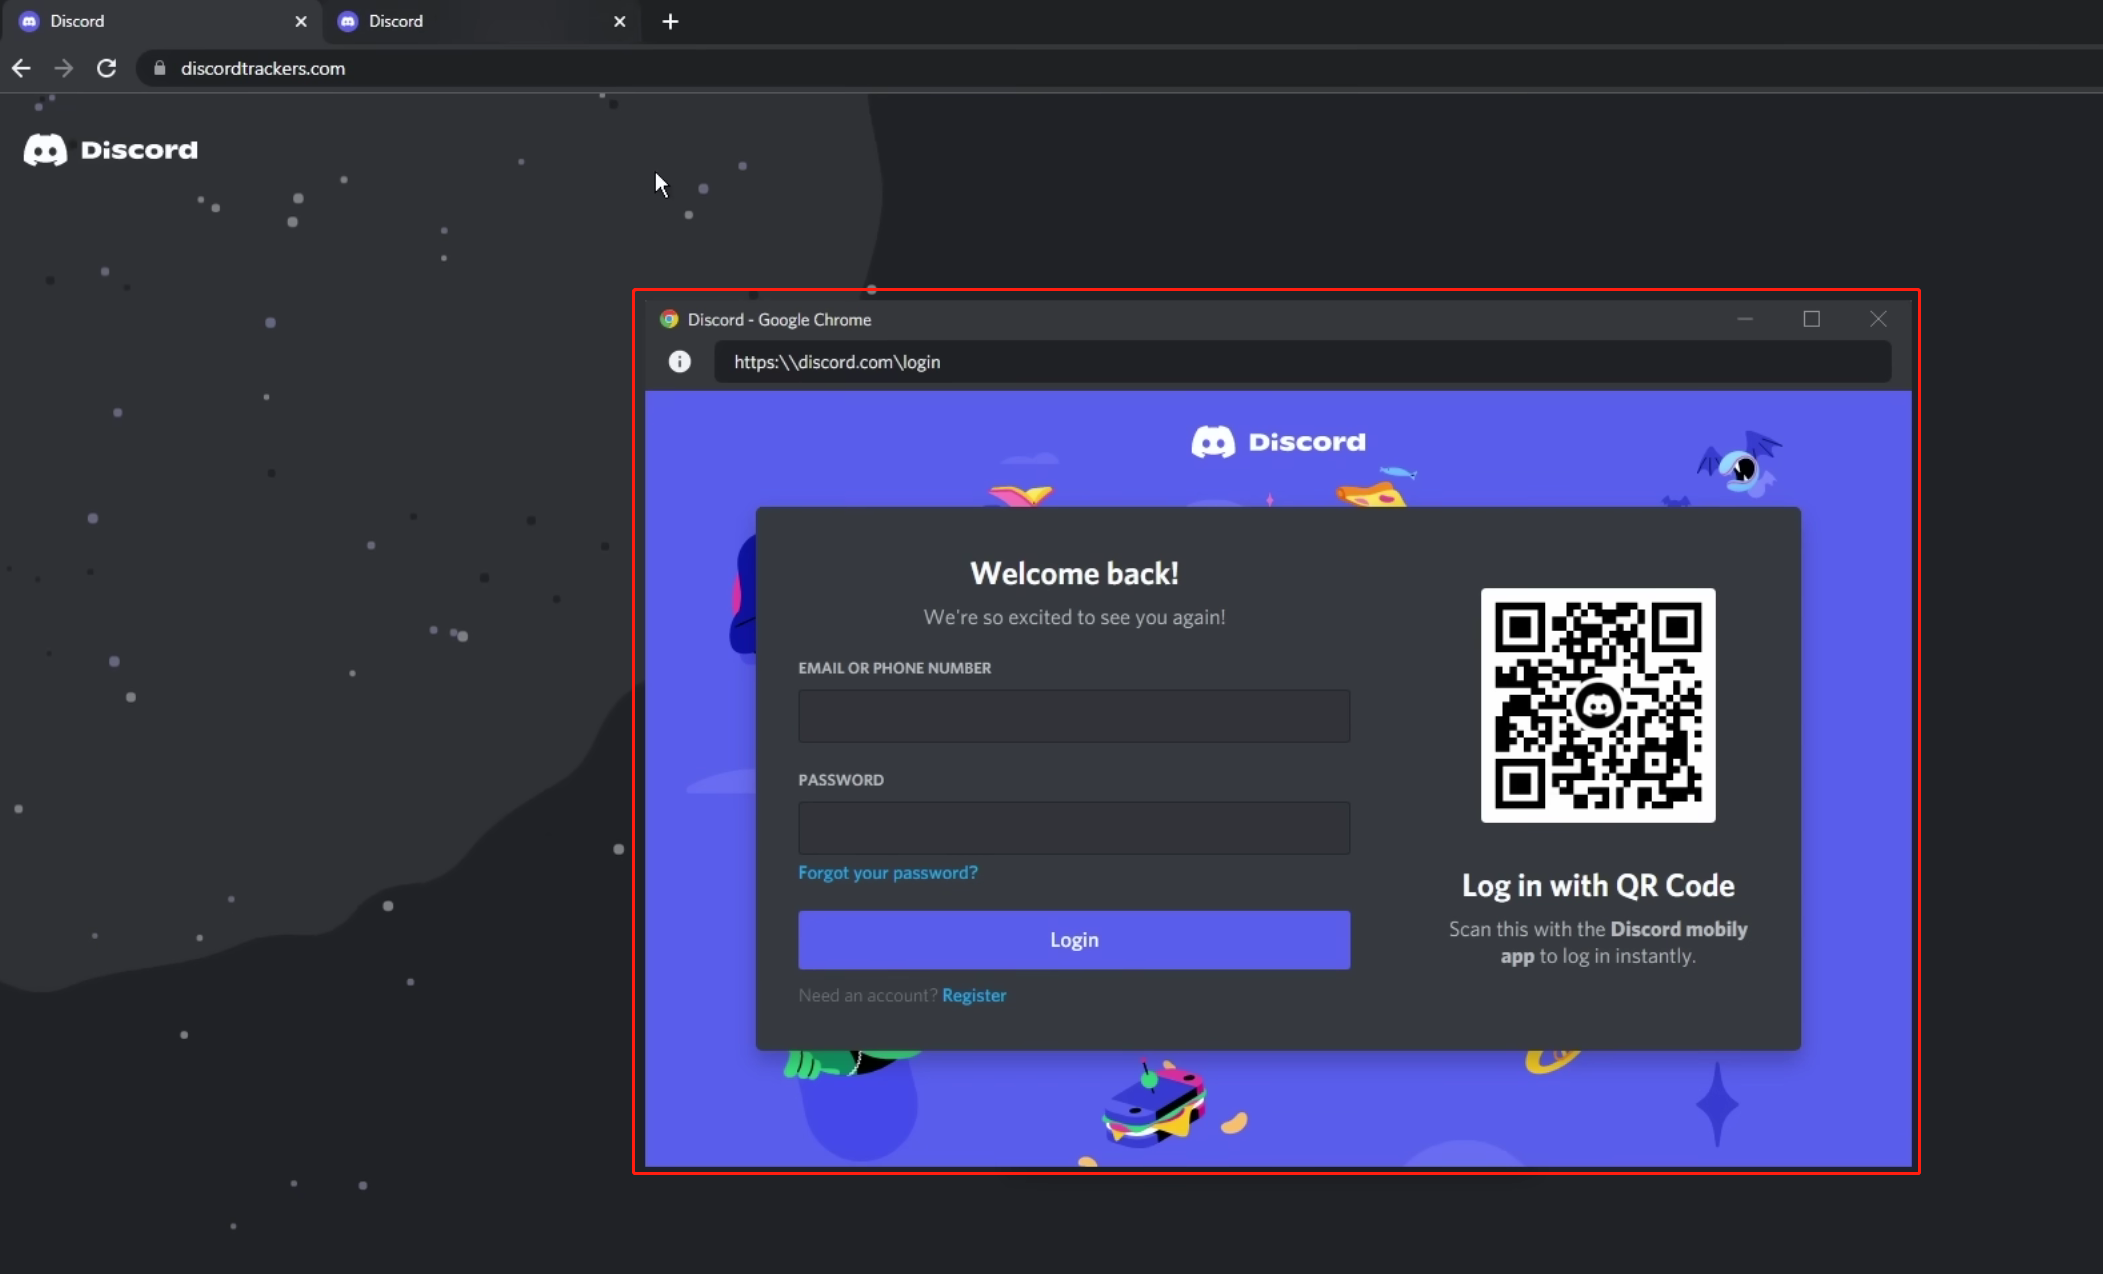 Discord
Discord
discordtrackers.com
Discord
Discord - Google Chrome
https:\\discord.com\login
Discord
Welcome back!
We're so excited to see you again!
EMAIL OR PHONE NUMBER
PASSWORD
Forgot your password?
Login
Need an account? Register
Log in with QR Code
Scan this with the Discord mobily
app to log in instantly.